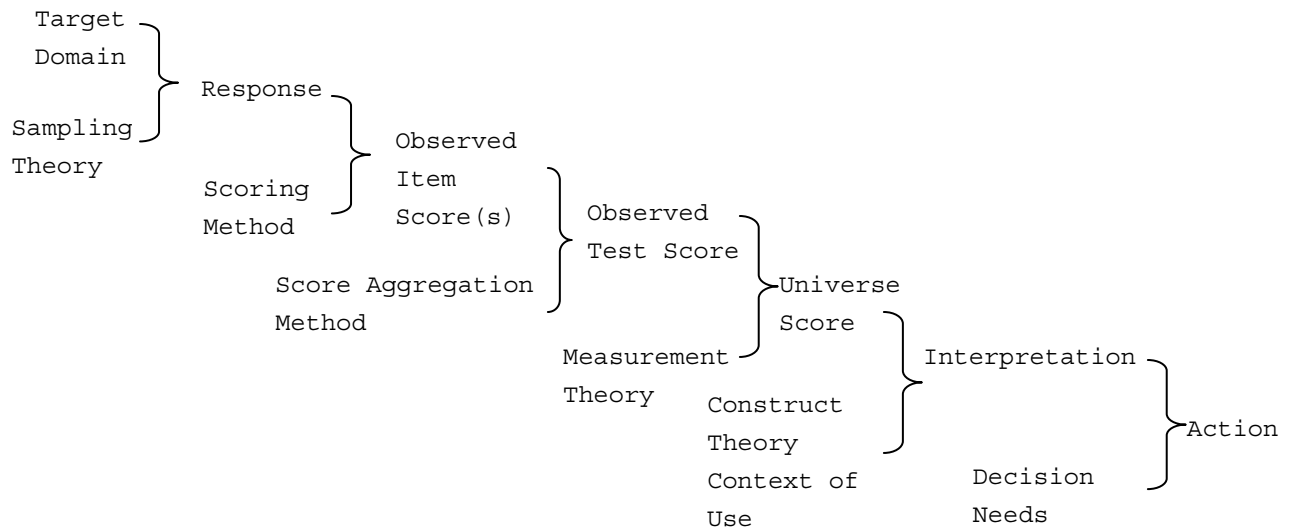 Target
Domain
Sampling
Theory
Response
Scoring
Method
Observed
Item
Score(s)
Score Aggregation
Method
Observed
Test Score
Measurement
Theory
Universe
Score
Construct
Theory
Context of
Use
Interpretation
Decision
Needs
Action